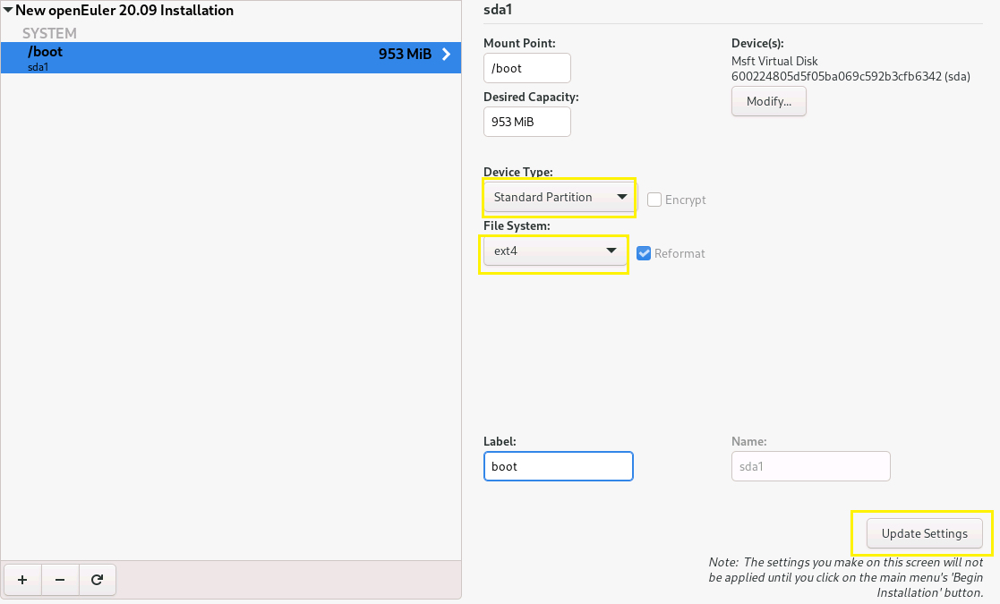 New openEuler 20.09 Installation
SYSTEM
/boot
953 MiB
sda1
sda1
Mount Point:
/boot
Desired Capacity:
953 MiB
Device(s):
Msft Virtual Disk
600224805d5f05ba069c592b3cfb6342 (sda)
Modify...
Device Type:
Standard Partition
Encrypt
File System:
ext4
Reformat
Label:
boot
Name:
sda1
Update Settings
Note:  The settings you make on this screen will not
be applied until you click on the main menu's 'Begin
Installation' button.